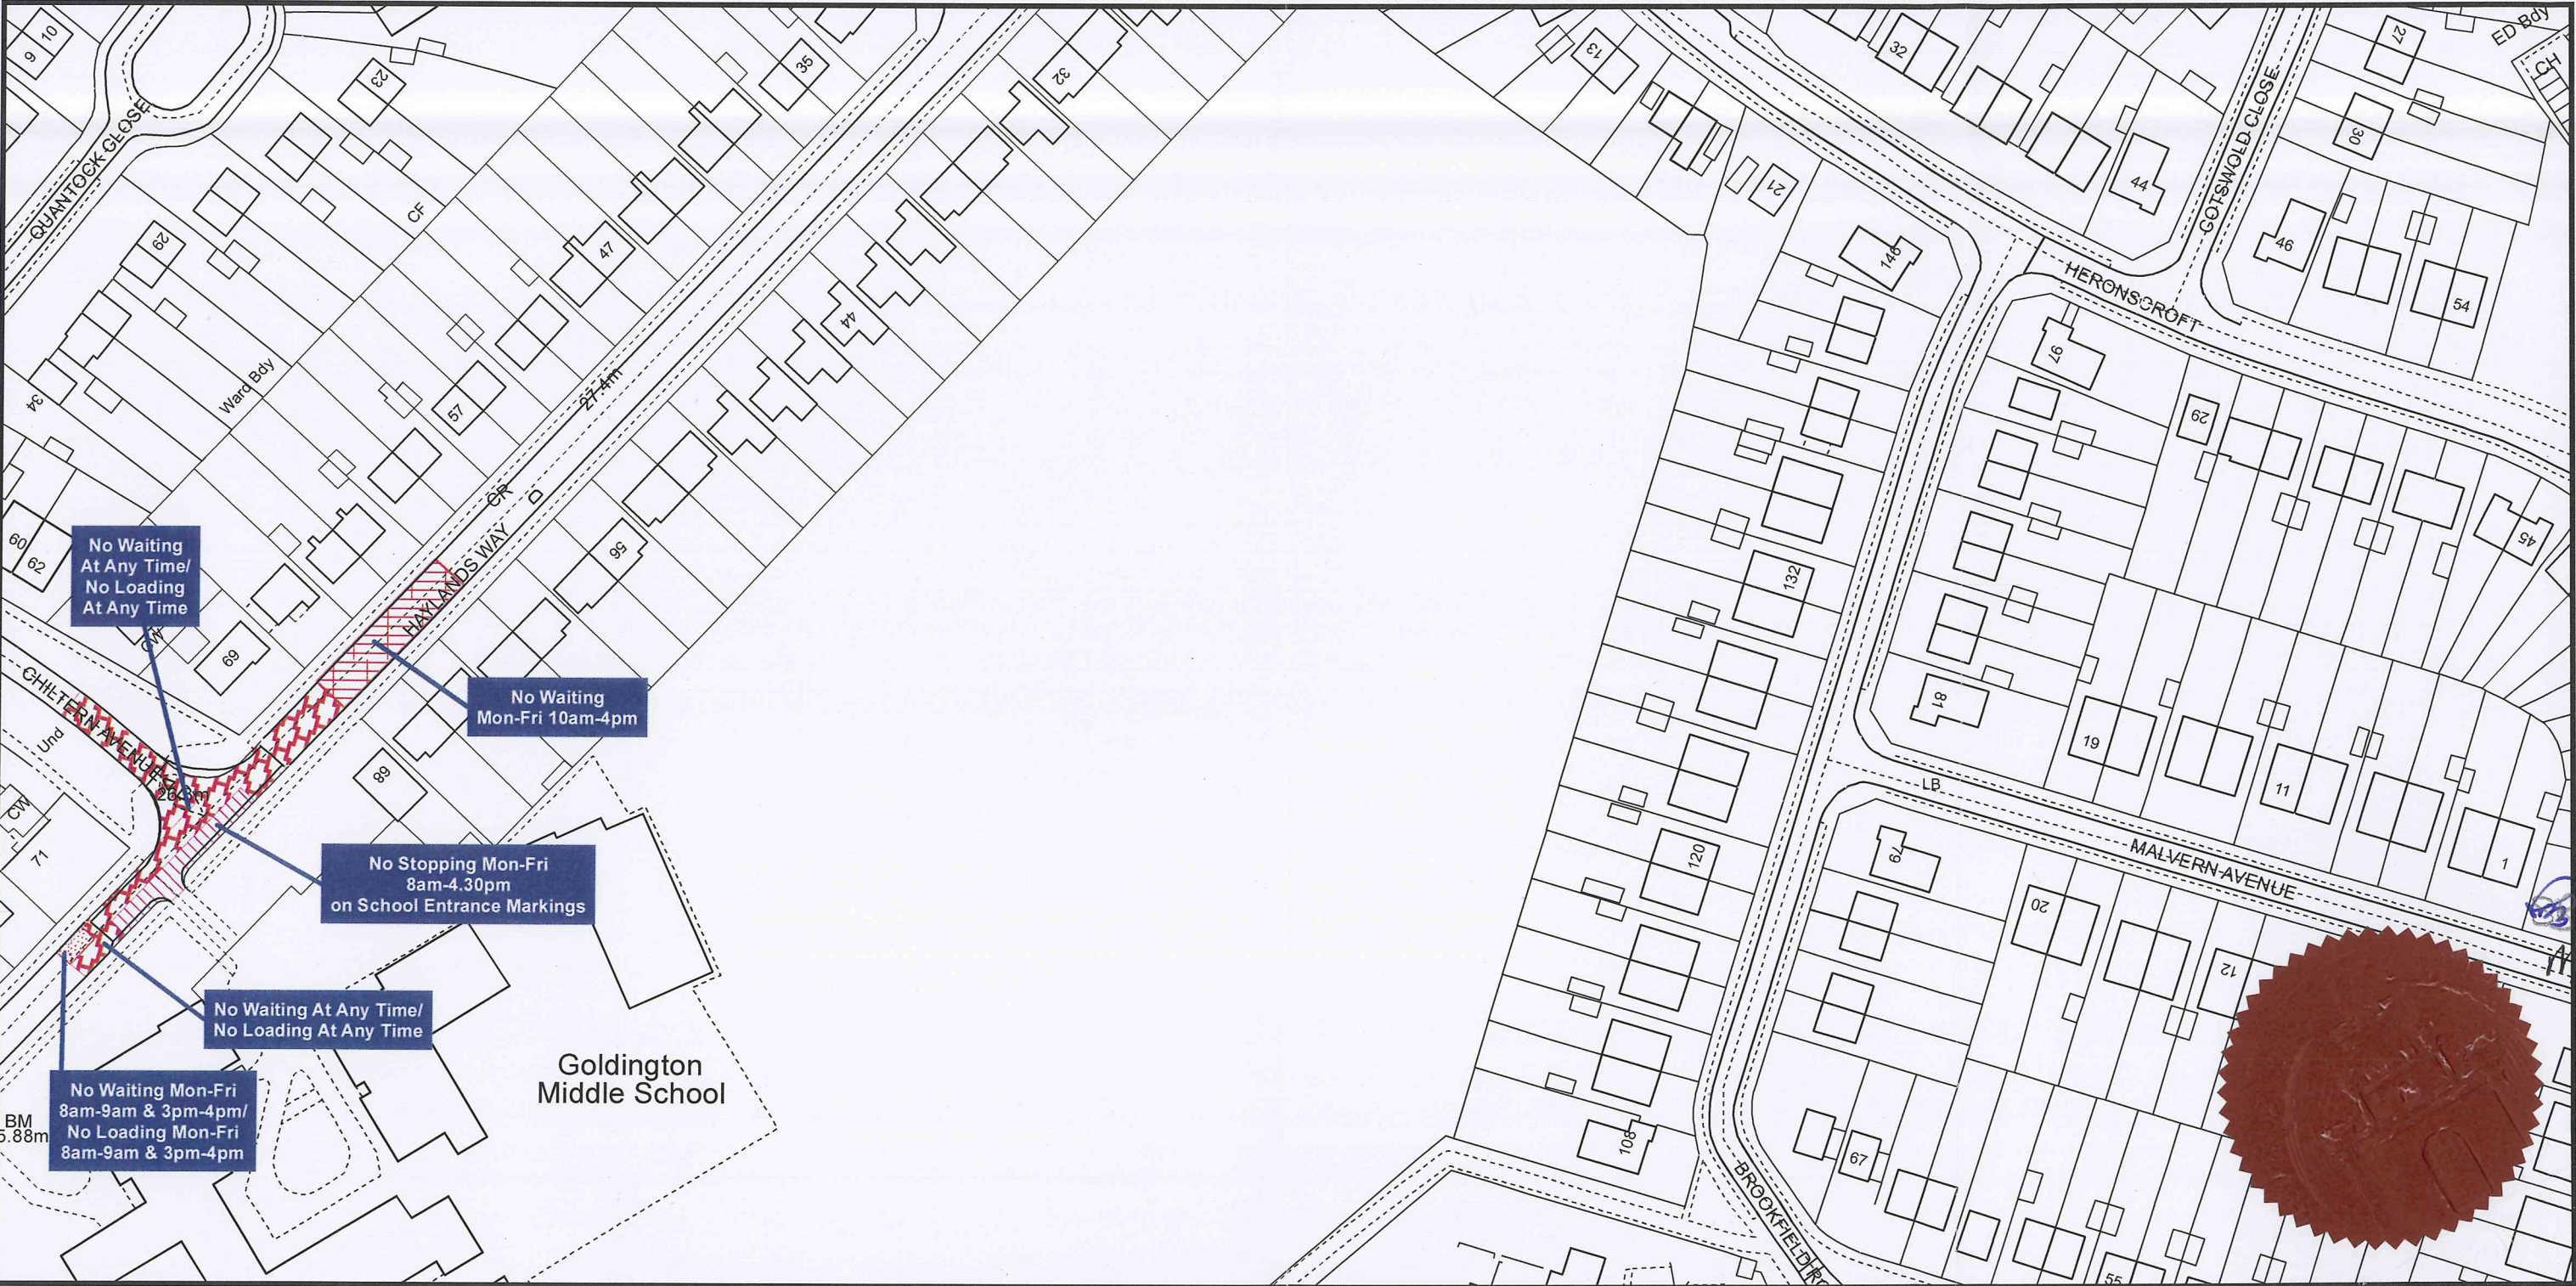 9 10
QUANTOCK CLOSE
23
35
32
13
32
27
ED Bdy
CH
30
COTSWOLD CLOSE
44
21
CF
29
47
146
46
54
HERONSCROFT
44
97
34
Ward Bdy
27.4m
57
29
CR
45
60
62
HAYLANDS WAY
56
132
No Waiting
At Any Time/
No Loading
At Any Time
69
CHILTERN AVENUE
Und
No Waiting
Mon-Fri 10am-4pm
81
19
11
LB
68
CW
71
No Stopping Mon-Fri
8am-4.30pm
on School Entrance Markings
120
79
MALVERN AVENUE
1
20
12
No Waiting At Any Time/
No Loading At Any Time
Goldington
Middle School
No Waiting Mon-Fri
8am-9am & 3pm-4pm/
No Loading Mon-Fri
8am-9am & 3pm-4pm
BM
5.88m
108
67
BROOKFIELD R
55